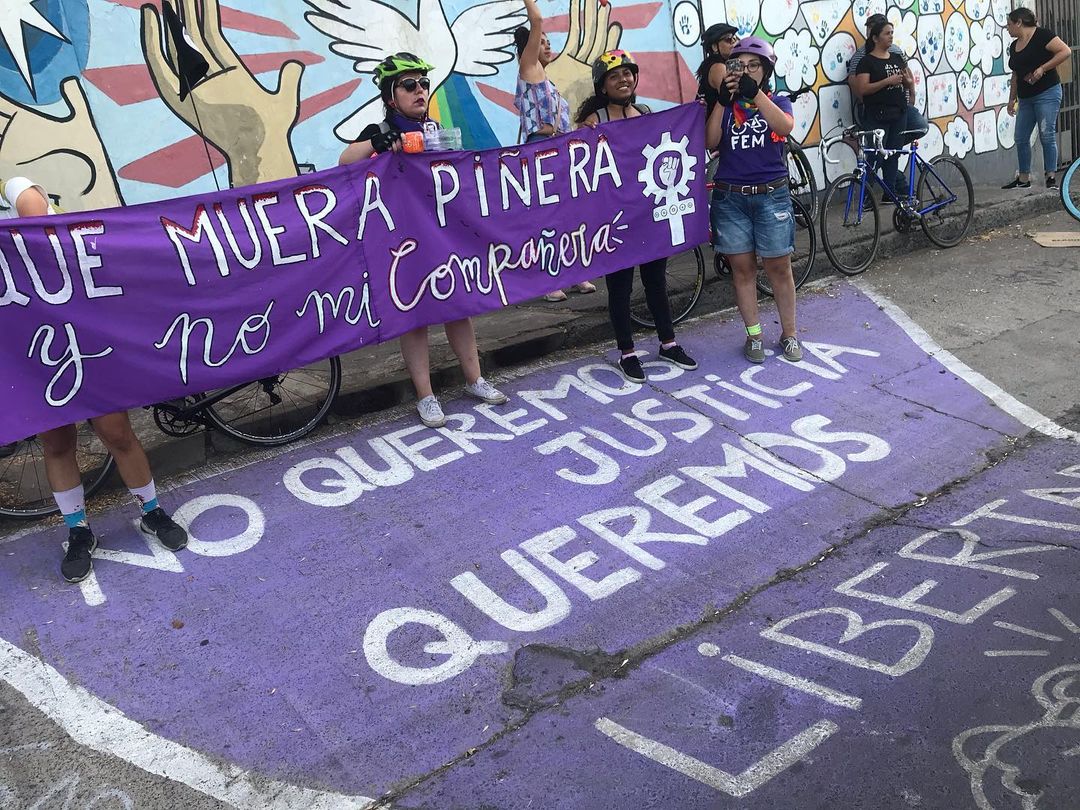 QUE MUERA PIÑERA
y no mi Compañera
FEM
NO QUEREMOS
JUSTICIA
QUEREMOS
LiBERTAD